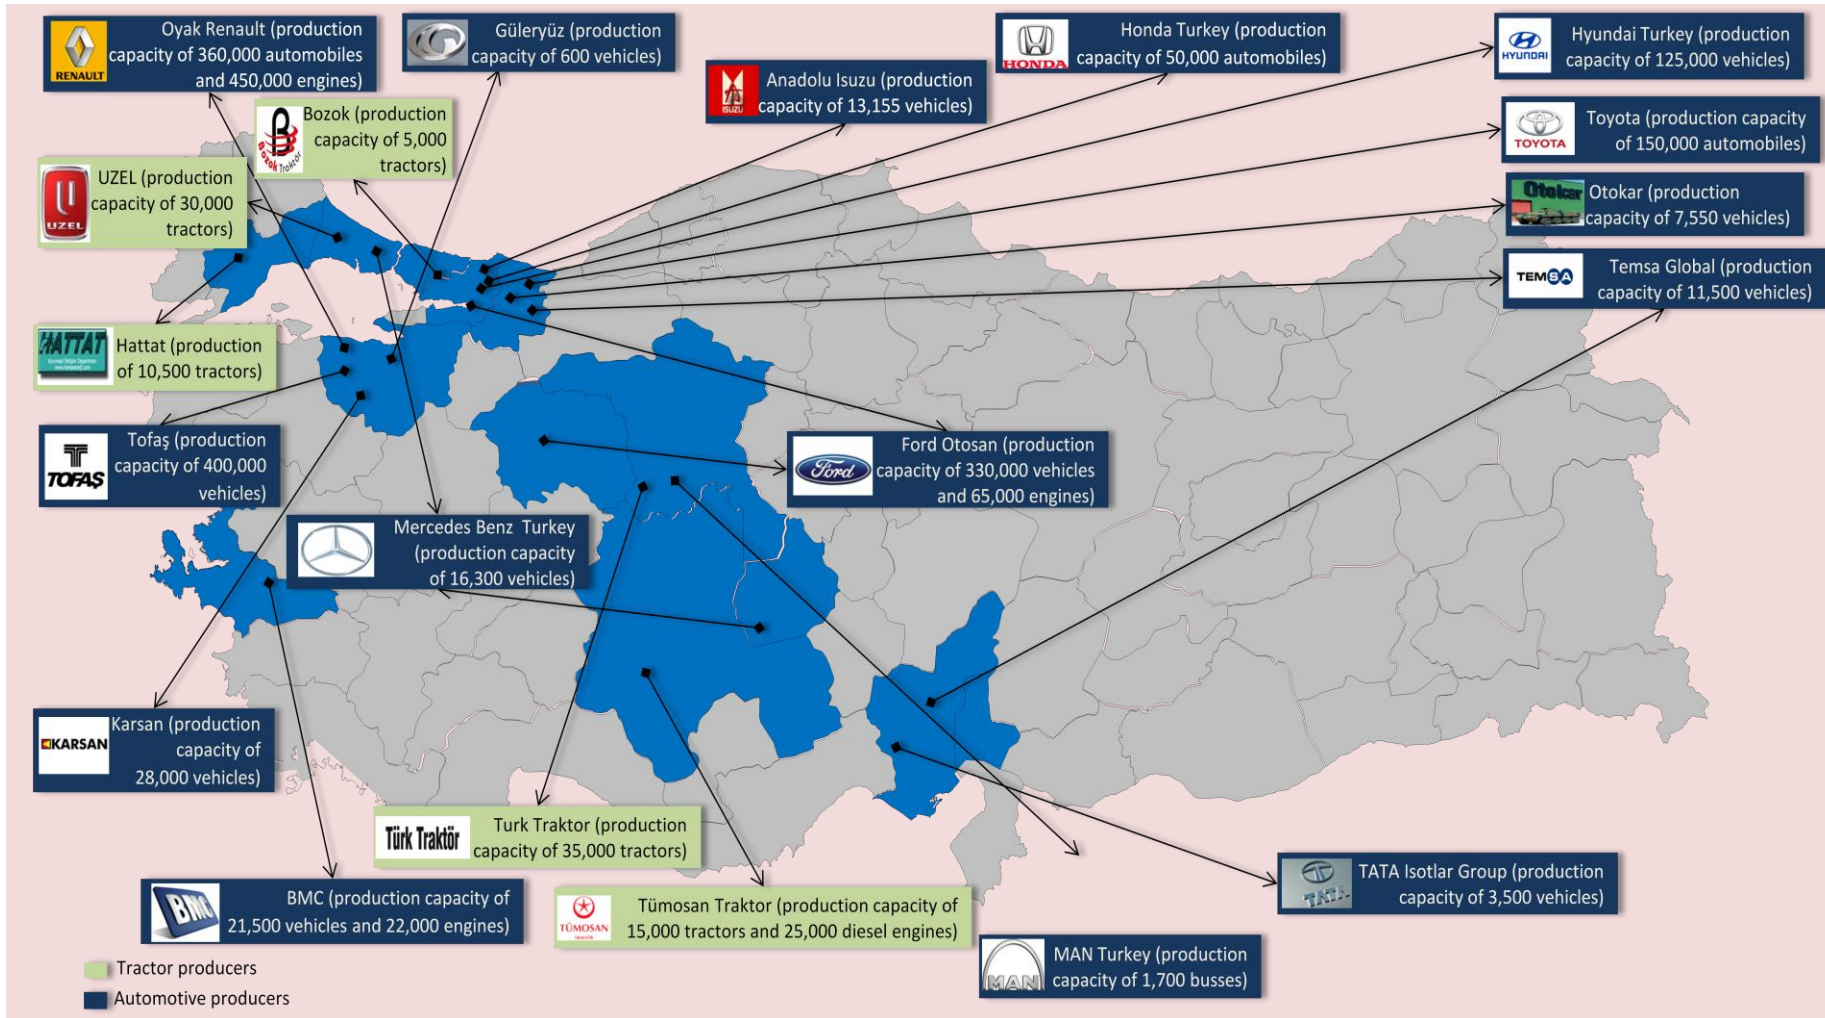 Oyak Renault (production
capacity of 360,000 automobiles
and 450,000 engines)
RENAULT
Güleryüz (production
capacity of 600 vehicles)
Anadolu Isuzu (production
capacity of 13,155 vehicles)
ISUZU
Honda Turkey (production
capacity of 50,000 automobiles)
HONDA
Hyundai Turkey (production
capacity of 125,000 vehicles)
HYUNDAI
Bozok (production
capacity of 5,000
tractors)
Bozok Traktör
Toyota (production capacity
of 150,000 automobiles)
TOYOTA
UZEL (production
capacity of 30,000
tractors)
UZEL
Otokar
Otokar (production
capacity of 7,550 vehicles)
TEMSA
Temsa Global (production
capacity of 11,500 vehicles)
HATTAT
Hattat (production
of 10,500 tractors)
TOFAŞ
Tofaş (production
capacity of 400,000
vehicles)
Ford
Ford Otosan (production
capacity of 330,000 vehicles
and 65,000 engines)
Mercedes Benz Turkey
(production capacity
of 16,300 vehicles)
KARSAN
Karsan (production
capacity of
28,000 vehicles)
Türk Traktör
Turk Traktor (production
capacity of 35,000 tractors)
BMC
BMC (production capacity of
21,500 vehicles and 22,000 engines)
TÜMOSAN
Tümosan Traktor (production capacity of
15,000 tractors and 25,000 diesel engines)
TATA
TATA Isotlar Group (production
capacity of 3,500 vehicles)
MAN
MAN Turkey (production
capacity of 1,700 busses)
Tractor producers
Automotive producers